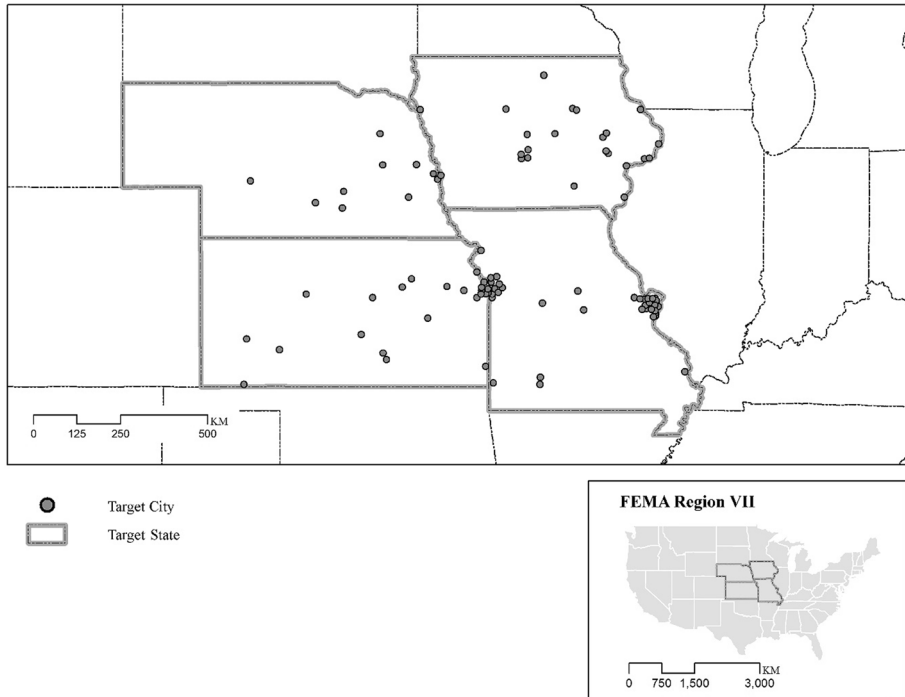 KM
0 125 250 500
Target City
Target State
FEMA Region VII
KM
0 750 1,500 3,000